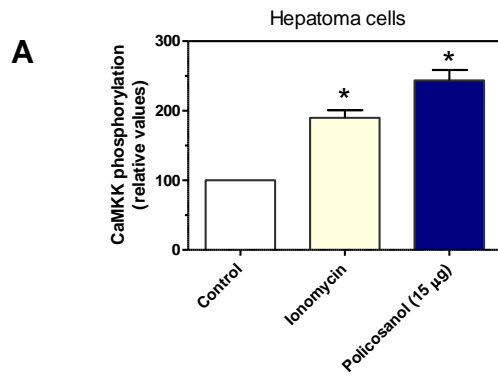 A
Hepatoma cells
CaMKK phosphorylation
(relative values)
300
200
100
0
*
*
Control
Ionomycin
Policosanol (15 µg)